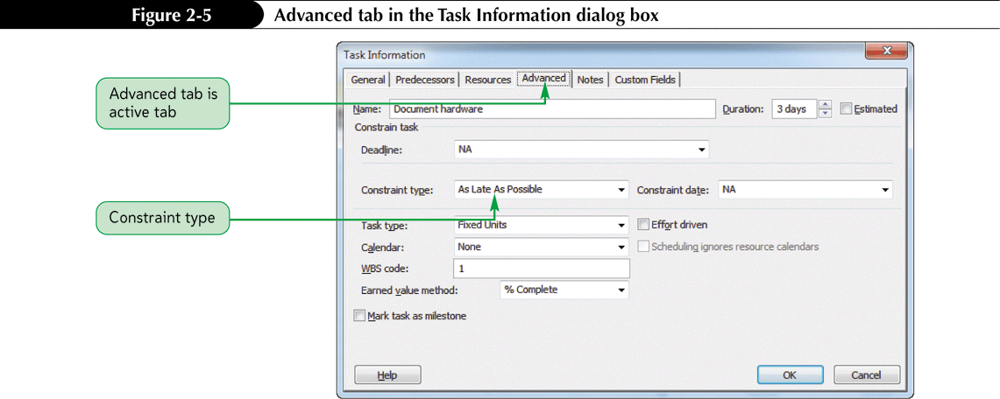 Figure 2-5 Advanced tab in the Task Information dialog box
Task Information
General Predecessors Resources Advanced Notes Custom Fields
Advanced tab is
active tab
Name: Document hardware Duration: 3 days Estimated
Constrain task
Deadline: NA
Constraint type: As Late As Possible Constraint date: NA
Constraint type
Task type: Fixed Units Effort driven
Calendar: None Scheduling ignores resource calendars
WBS code: 1
Earned value method: % Complete
Mark task as milestone
Help OK Cancel